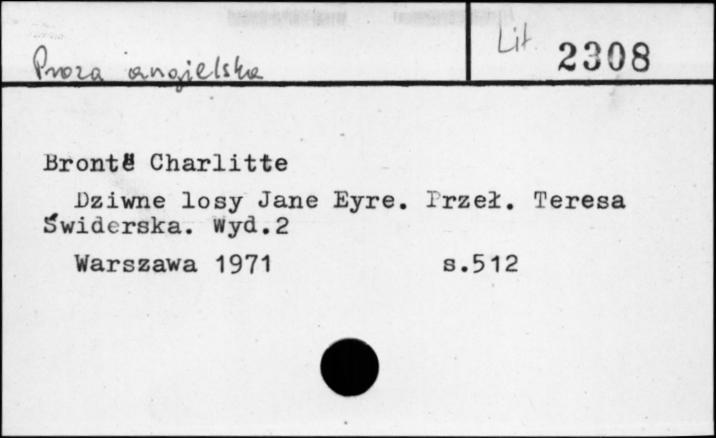 Proza angielska
Lit 2308
Brontë Charlitte
Dziwne losy Jane Eyre. Przeł. Teresa
Świderska. Wyd.2
Warszawa 1971 s.512